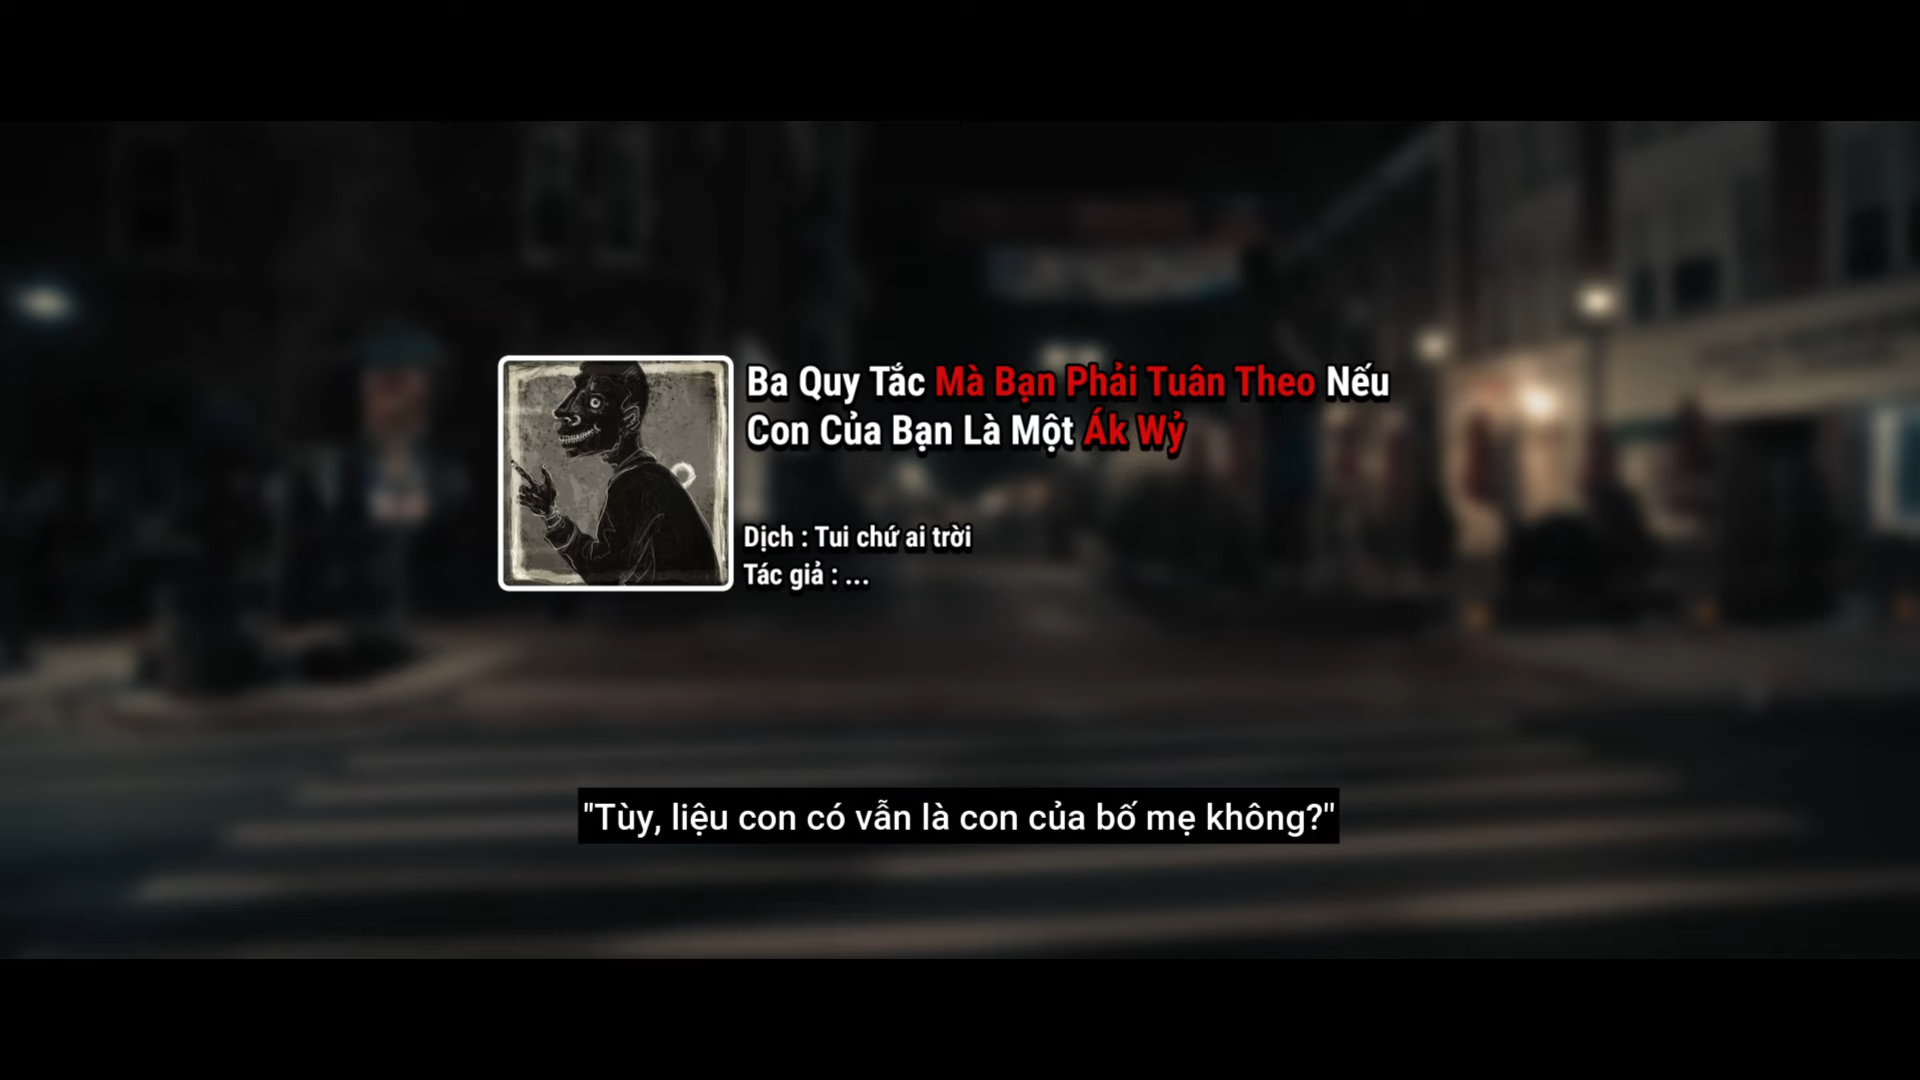 Ba Quy Tắc Mà Bạn Phải Tuân Theo Nếu
Con Của Bạn Là Một Ák Wỷ
Dịch : Tui chứ ai trời
Tác giả : ...
"Tùy, liệu con có vẫn là con của bố mẹ không?"